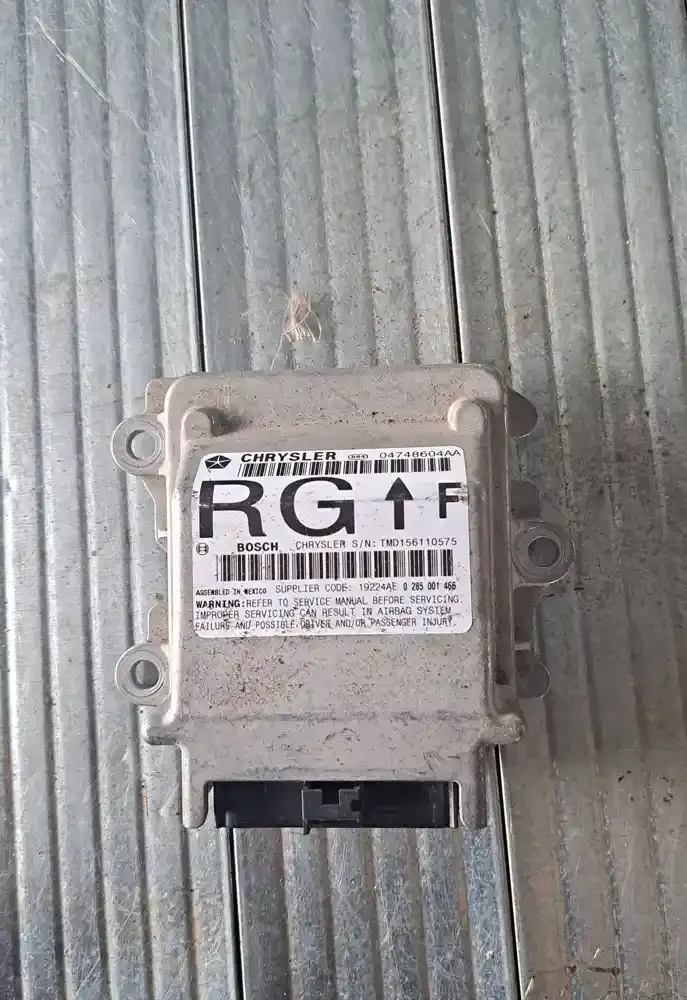 CHRYSLER 04748604AA
RG ↑ F
BOSCH CHRYSLER S/N: TMD156110575
ASSEMBLED IN MEXICO SUPPLIER CODE: 19224AE 0 285 001 466
WARNING: REFER TO SERVICE MANUAL BEFORE SERVICING.
IMPROPER SERVICING CAN RESULT IN AIRBAG SYSTEM
FAILURE AND POSSIBLE DRIVER AND/OR PASSENGER INJURY.